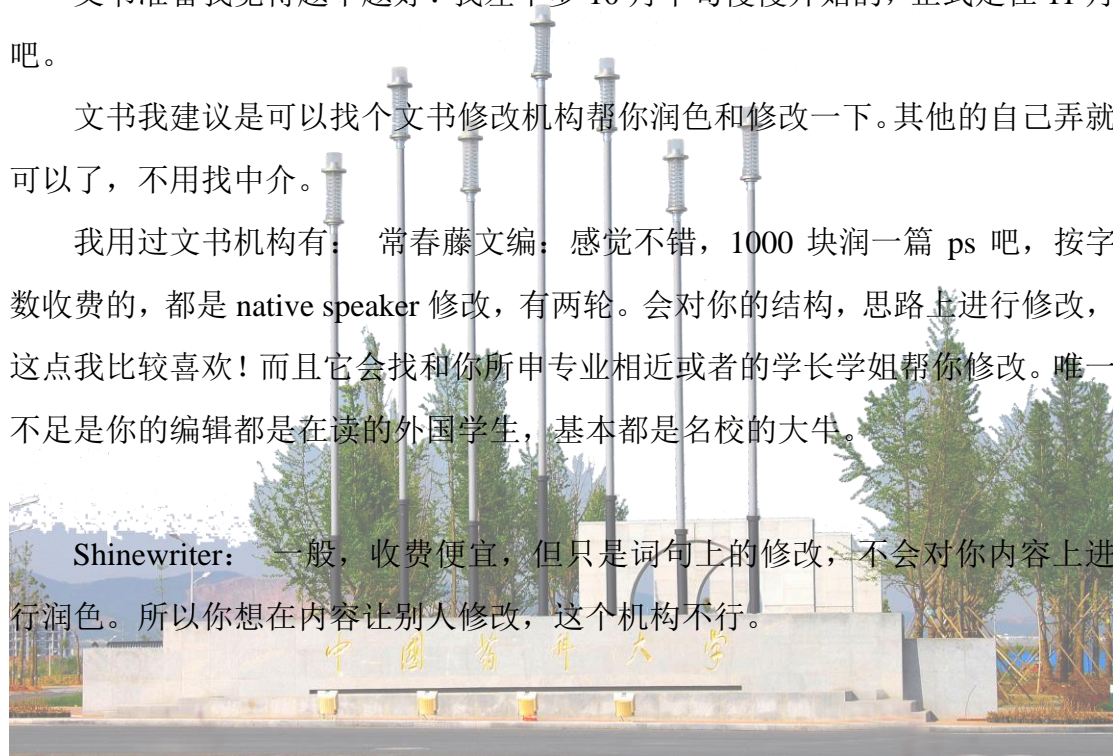 吧。
文书我建议是可以找个文书修改机构帮你润色和修改一下。其他的自己弄就
可以了，不用找中介。
我用过文书机构有： 常春藤文编：感觉不错，1000 块润一篇 ps 吧，按字
数收费的，都是 native speaker 修改，有两轮。会对你的结构，思路上进行修改，
这点我比较喜欢！而且它会找和你所申专业相近或者的学长学姐帮你修改。唯一
不足是你的编辑都是在读的外国学生，基本都是名校的大牛。
Shinewriter： 一般，收费便宜，但只是词句上的修改，不会对你内容上进
行润色。所以你想在内容让别人修改，这个机构不行。
中国药科大学